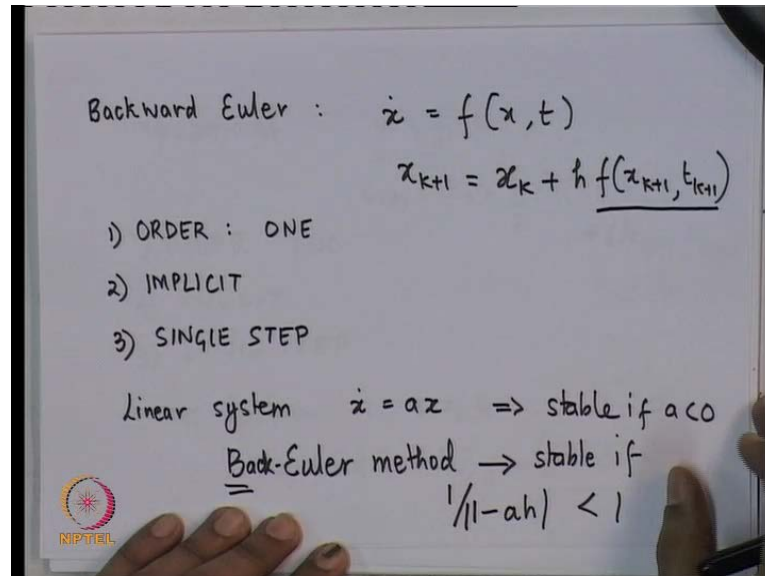 Backward Euler : ẋ = f(x,t)
x_{k+1} = x_k + h f(x_{k+1}, t_{k+1})
1) ORDER : ONE
2) IMPLICIT
3) SINGLE STEP
Linear system ẋ = ax => stable if a<0
Back-Euler method → stable if
1/|1-ah| < 1
NPTEL